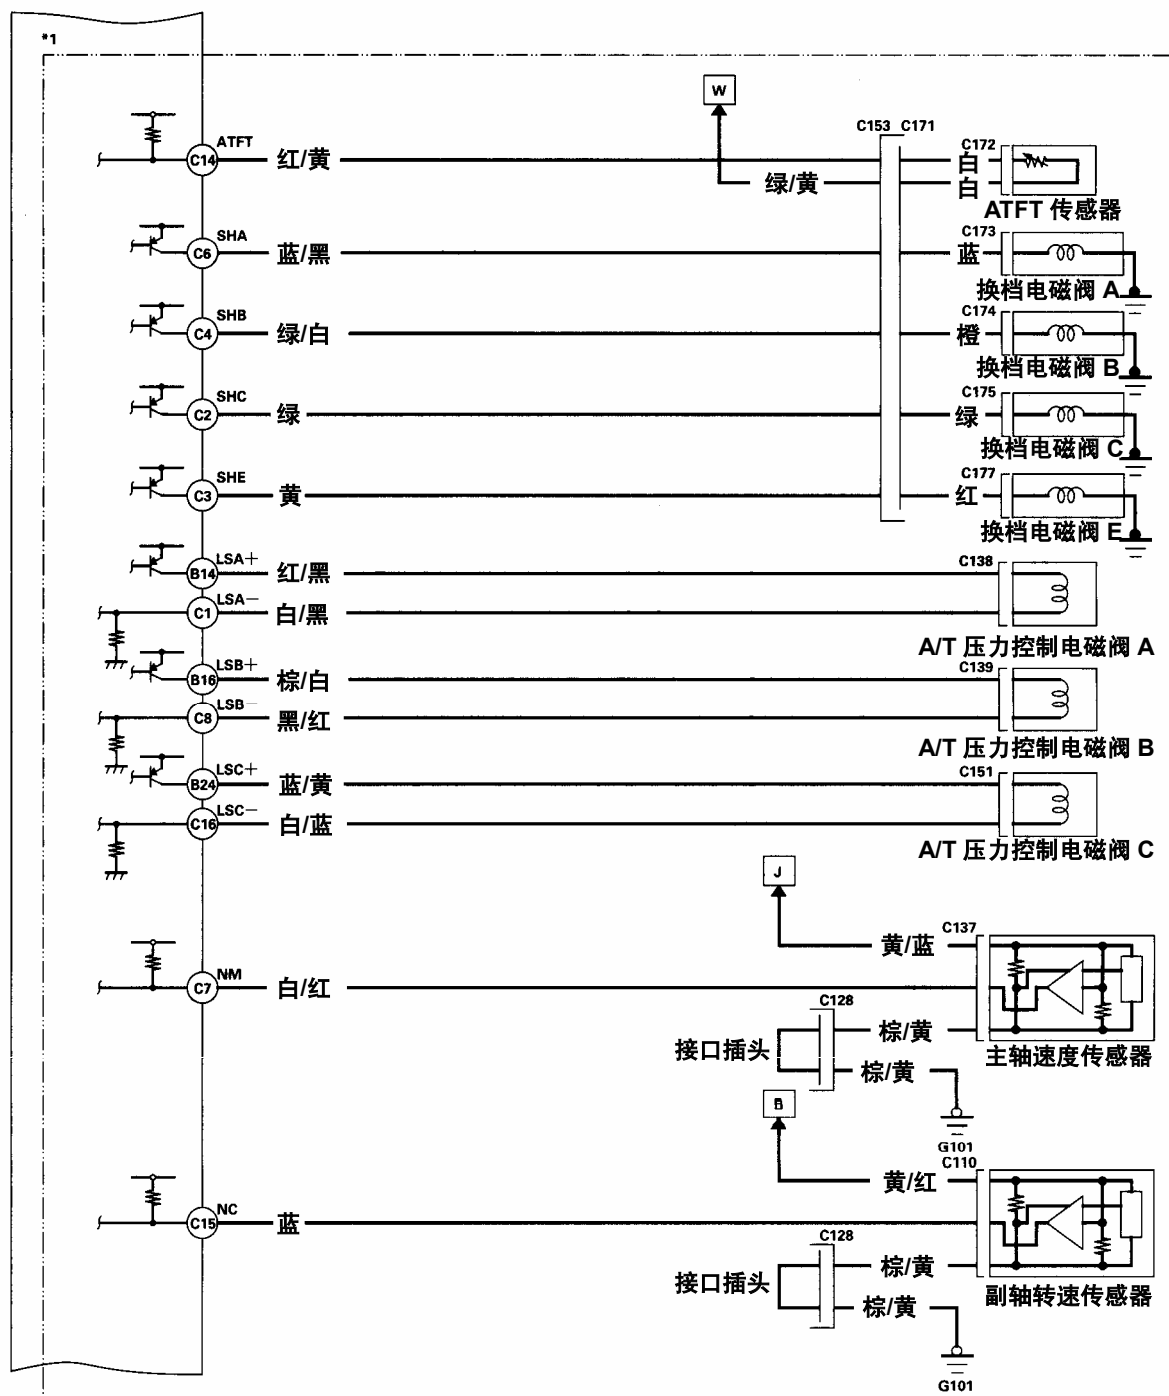 *1
W
C153 C171
ATFT
C14
红/黄
C172
白
绿/黄
白
ATFT 传感器
SHA
C6
蓝/黑
C173
蓝
换档电磁阀 A
SHB
C4
绿/白
C174
橙
换档电磁阀 B
SHC
C2
绿
C175
绿
换档电磁阀 C
SHE
C3
黄
C177
红
换档电磁阀 E
LSA+
B14
红/黑
C138
LSA-
C1
白/黑
A/T 压力控制电磁阀 A
LSB+
B16
棕/白
C139
LSB-
C8
黑/红
A/T 压力控制电磁阀 B
LSC+
B24
蓝/黄
C151
LSC-
C16
白/蓝
A/T 压力控制电磁阀 C
J
黄/蓝
C137
NM
C7
白/红
C128
棕/黄
接口插头
主轴速度传感器
棕/黄
G101
B
黄/红
C110
NC
C15
蓝
C128
棕/黄
接口插头
副轴转速传感器
棕/黄
G101